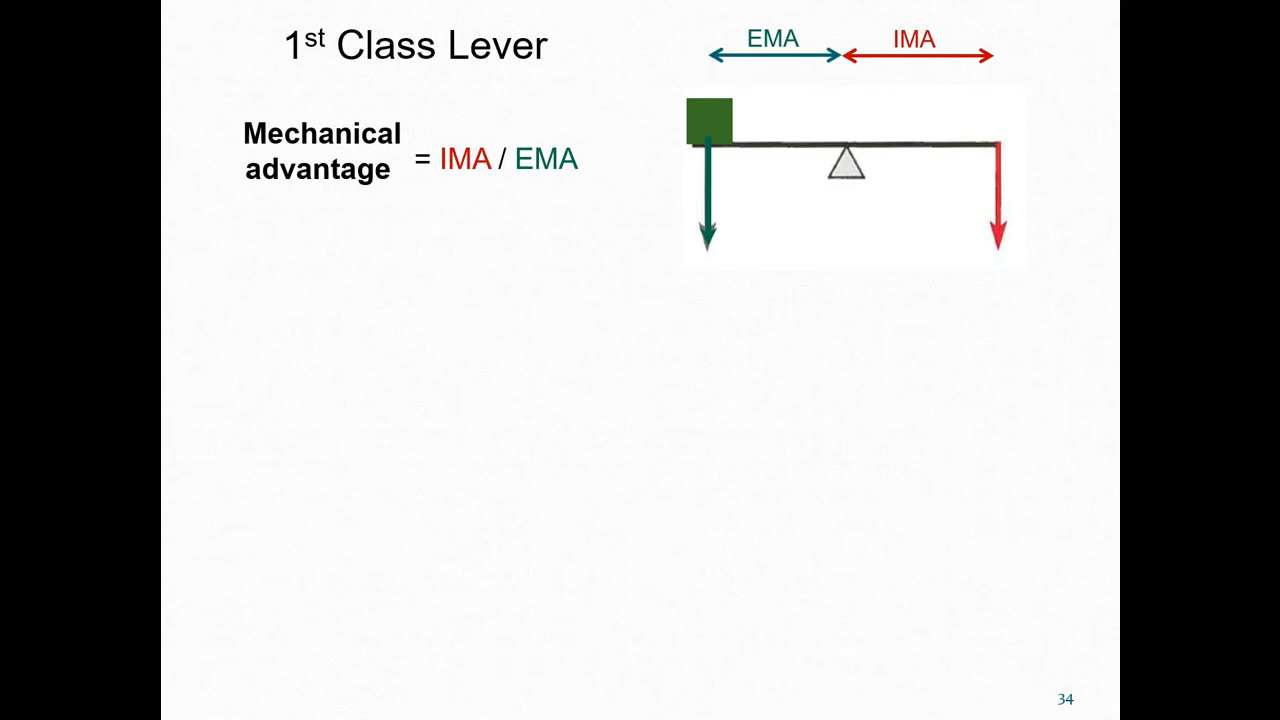 1st Class Lever
EMA
IMA
Mechanical
advantage
= IMA / EMA
34